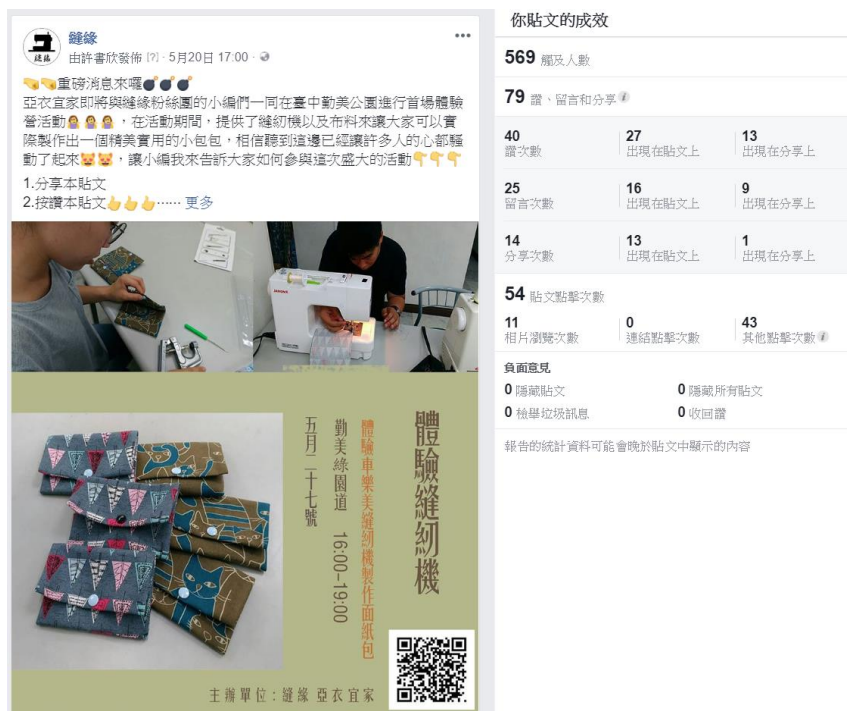 縫緣
由許書欣發佈 [?] · 5月20日 17:00 ·
👈👈重磅消息來囉💣💣💣
亞衣宜家即將與縫緣粉絲團的小編們一同在臺中勤美公園進行首場體驗
營活動🙆‍♀️🙆‍♀️🙆‍♀️，在活動期間，提供了縫紉機以及布料來讓大家可以實
際製作出一個精美實用的小包包，相信聽到這邊已經讓許多人的心都騷
動了起來😻😻，讓小編我來告訴大家如何參與這次盛大的活動👇👇👇
1.分享本貼文
2.按讚本貼文👍👍👍…… 更多
JANOME
體驗縫紉機
體驗車樂美縫紉機製作面紙包
勤美綠園道 16:00-19:00
五月二十七號
主辦單位：縫緣 亞衣宜家
你貼文的成效
569 觸及人數
79 讚、留言和分享
40 27 13
讚次數 出現在貼文上 出現在分享上
25 16 9
留言次數 出現在貼文上 出現在分享上
14 13 1
分享次數 出現在貼文上 出現在分享上
54 貼文點擊次數
11 0 43
相片瀏覽次數 連結點擊次數 其他點擊次數
負面意見
0 隱藏貼文 0 隱藏所有貼文
0 檢舉垃圾訊息 0 收回讚
報告的統計資料可能會晚於貼文中顯示的內容